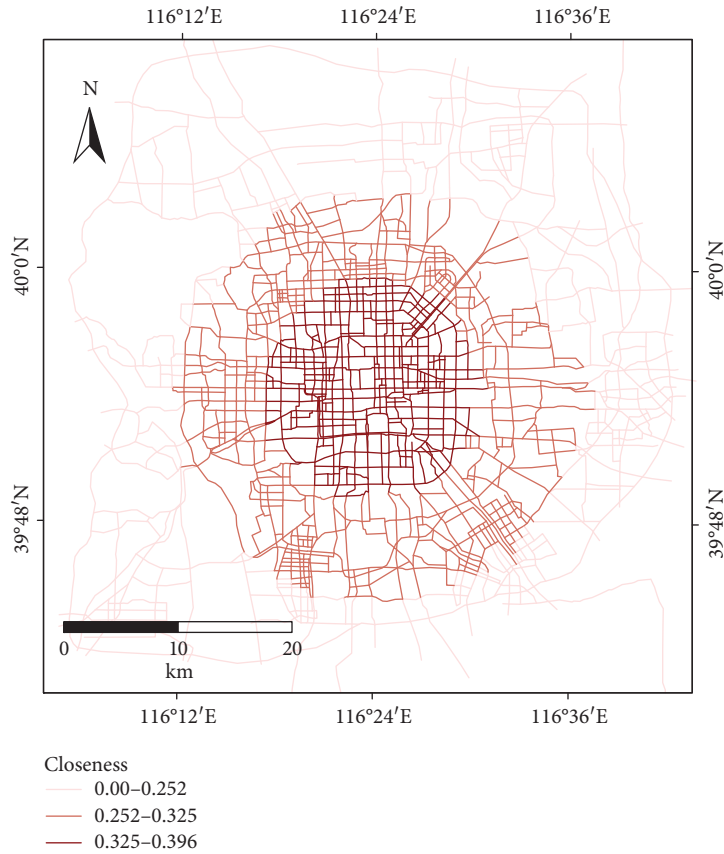 116°12′E 116°24′E 116°36′E
N
40°0′N 40°0′N
39°48′N 39°48′N
0 10 20
km
116°12′E 116°24′E 116°36′E
Closeness
0.00–0.252
0.252–0.325
0.325–0.396